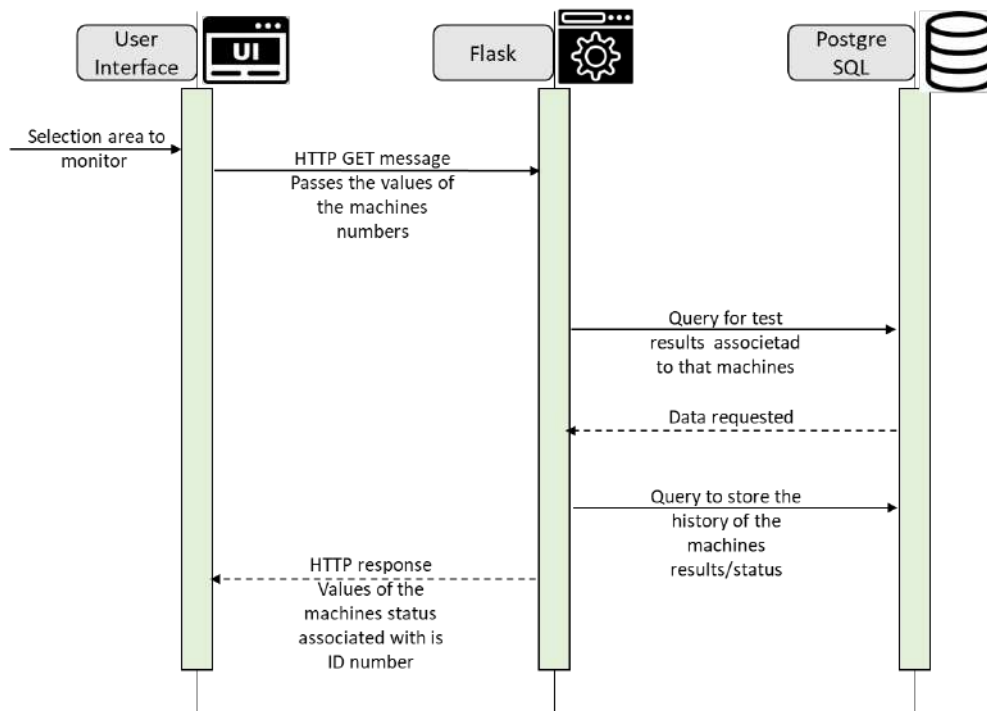 User
Interface
UI
Flask
Postgre
SQL
Selection area to
monitor
HTTP GET message
Passes the values of
the machines
numbers
Query for test
results associetad
to that machines
Data requested
Query to store the
history of the
machines
results/status
HTTP response
Values of the
machines status
associated with is
ID number